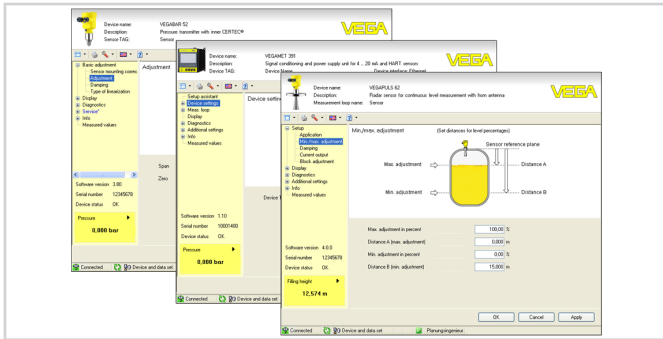 Device name: VEGABAR 52
Description: Pressure transmitter with inner CERTEC®
Sensor TAG: Sensor
VEGA
Basic adjustment
Sensor mounting correc
Adjustment
Damping
Type of linearization
Display
Diagnostics
Service
Info
Measured values
Adjustment
Span
Zero
Software version 3.80
Serial number 12345678
Device status OK
Pressure
0,000 bar
Connected
Device and data set
Device name: VEGAMET 391
Description: Signal conditioning and power supply unit for 4 .. 20 mA and HART sensors
Device TAG: Device Name
Device interface: Ethernet
VEGA
Setup assistant
Device settings
Meas. loop
Display
Diagnostics
Additional settings
Info
Measured values
Device settin
Device T
Software version 1.10
Serial number 10001400
Device status OK
Pressure
0,000 bar
Connected
Device and data set
Device name: VEGAPULS 62
Description: Radar sensor for continuous level measurement with horn antenna
Measurement loop name: Sensor
VEGA
Setup
Application
Min./max. adjustment
Damping
Current output
Block adjustment
Display
Diagnostics
Additional settings
Info
Measured values
Min./max. adjustment
(Set distances for level percentages)
Sensor reference plane
Max. adjustment
Distance A
Min. adjustment
Distance B
Max. adjustment in percent 100,00 %
Distance A (max. adjustment) 0,000 m
Min. adjustment in percent 0,00 %
Distance B (min. adjustment) 15,000 m
Software version 4.0.0
Serial number 12345678
Device status OK
Filling height
12,574 m
OK
Cancel
Apply
Connected
Device and data set
Planungsingenieur: